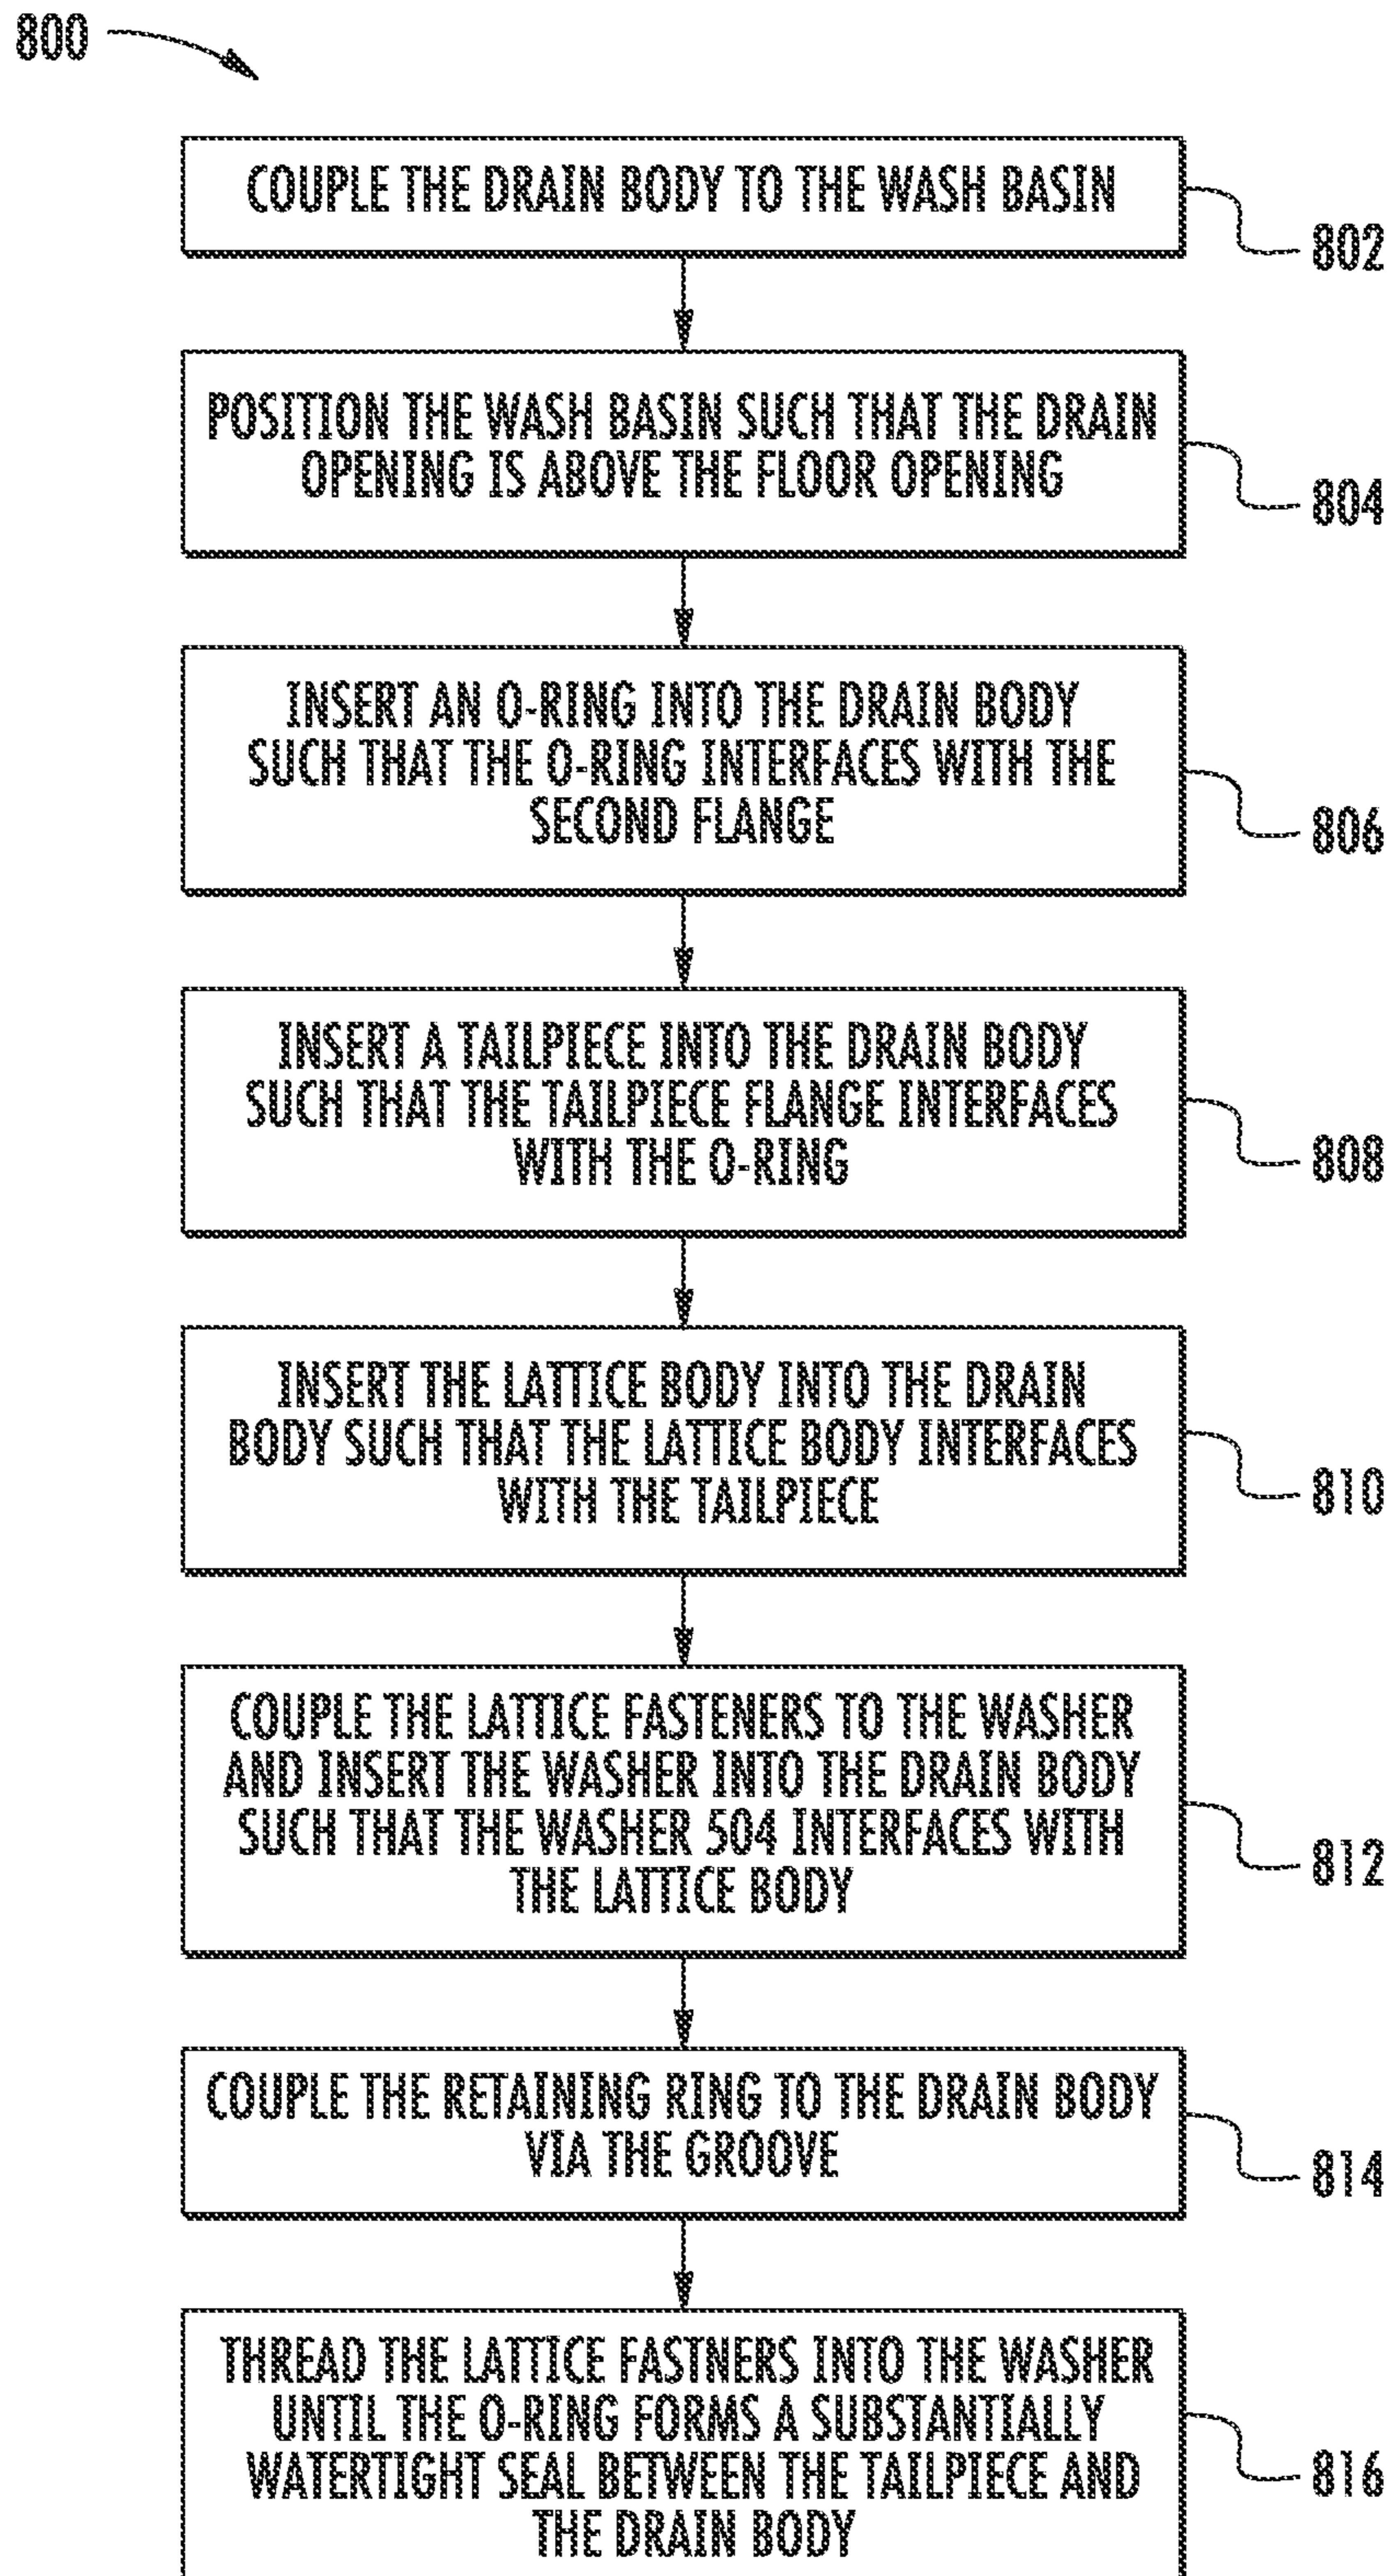 800
COUPLE THE DRAIN BODY TO THE WASH BASIN
802
POSITION THE WASH BASIN SUCH THAT THE DRAIN
OPENING IS ABOVE THE FLOOR OPENING
804
INSERT AN O-RING INTO THE DRAIN BODY
SUCH THAT THE O-RING INTERFACES WITH THE
SECOND FLANGE
806
INSERT A TAILPIECE INTO THE DRAIN BODY
SUCH THAT THE TAILPIECE FLANGE INTERFACES
WITH THE O-RING
808
INSERT THE LATTICE BODY INTO THE DRAIN
BODY SUCH THAT THE LATTICE BODY INTERFACES
WITH THE TAILPIECE
810
COUPLE THE LATTICE FASTENERS TO THE WASHER
AND INSERT THE WASHER INTO THE DRAIN BODY
SUCH THAT THE WASHER 504 INTERFACES WITH
THE LATTICE BODY
812
COUPLE THE RETAINING RING TO THE DRAIN BODY
VIA THE GROOVE
814
THREAD THE LATTICE FASTNERS INTO THE WASHER
UNTIL THE O-RING FORMS A SUBSTANTIALLY
WATERTIGHT SEAL BETWEEN THE TAILPIECE AND
THE DRAIN BODY
816